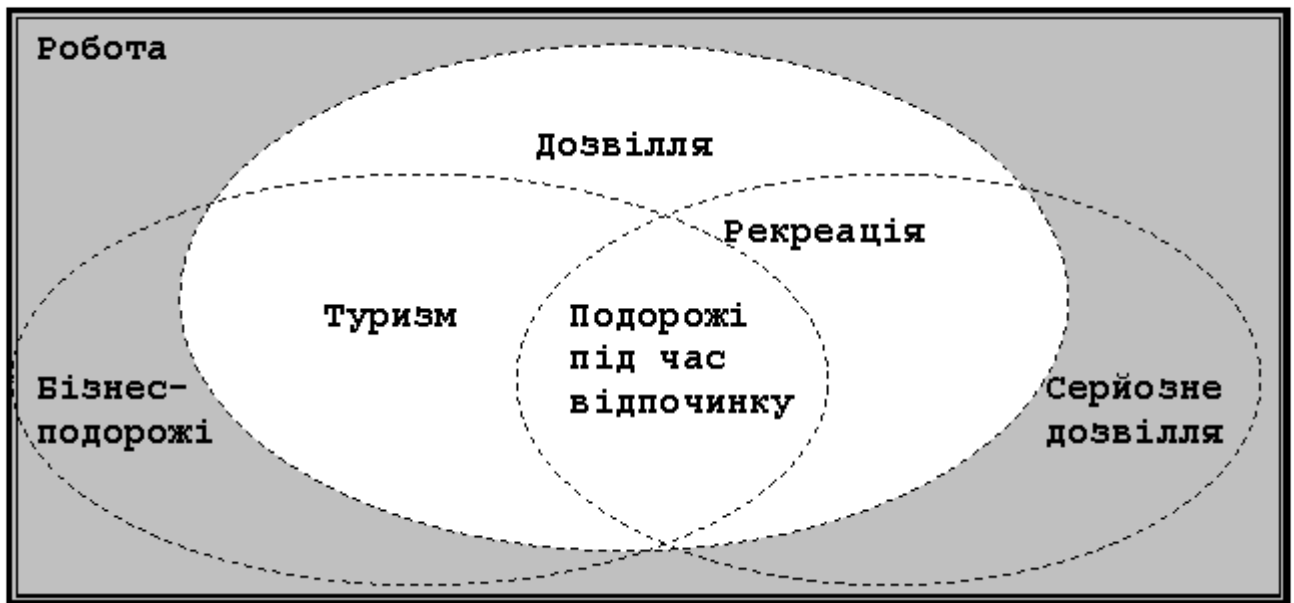 Робота
Дозвілля
Рекреація
Туризм
Подорожі
під час
відпочинку
Бізнес-
подорожі
Серйозне
дозвілля